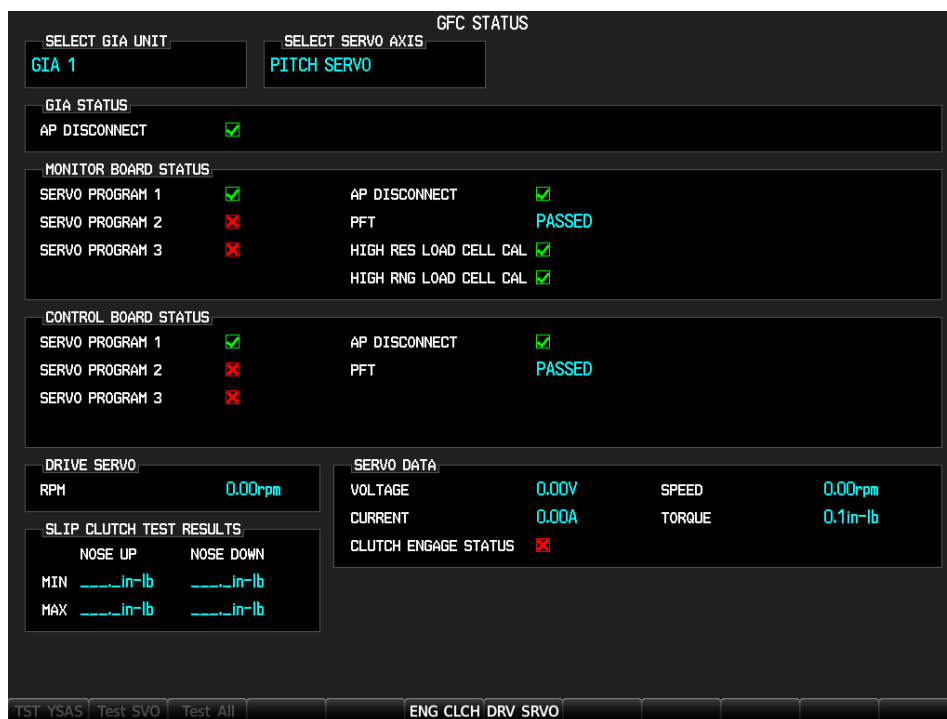 GFC STATUS
SELECT GIA UNIT
GIA 1
SELECT SERVO AXIS
PITCH SERVO
GIA STATUS
AP DISCONNECT
MONITOR BOARD STATUS
SERVO PROGRAM 1
AP DISCONNECT
SERVO PROGRAM 2
PFT PASSED
SERVO PROGRAM 3
HIGH RES LOAD CELL CAL
HIGH RNG LOAD CELL CAL
CONTROL BOARD STATUS
SERVO PROGRAM 1
AP DISCONNECT
SERVO PROGRAM 2
PFT PASSED
SERVO PROGRAM 3
DRIVE SERVO
RPM 0.00rpm
SERVO DATA
VOLTAGE 0.00V SPEED 0.00rpm
CURRENT 0.00A TORQUE 0.1in-lb
CLUTCH ENGAGE STATUS
SLIP CLUTCH TEST RESULTS
NOSE UP NOSE DOWN
MIN ___._in-lb ___._in-lb
MAX ___._in-lb ___._in-lb
TST YSAS Test SVO Test All ENG CLCH DRV SRVO